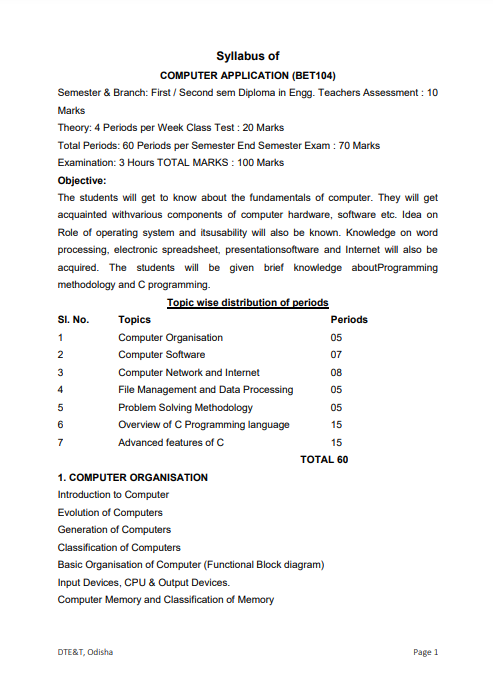 Syllabus of
COMPUTER APPLICATION (BET104)
Semester & Branch: First / Second sem Diploma in Engg. Teachers Assessment : 10
Marks
Theory: 4 Periods per Week Class Test : 20 Marks
Total Periods: 60 Periods per Semester End Semester Exam : 70 Marks
Examination: 3 Hours TOTAL MARKS : 100 Marks
Objective:
The students will get to know about the fundamentals of computer. They will get
acquainted withvarious components of computer hardware, software etc. Idea on
Role of operating system and itsusability will also be known. Knowledge on word
processing, electronic spreadsheet, presentationsoftware and Internet will also be
acquired. The students will be given brief knowledge aboutProgramming
methodology and C programming.
Topic wise distribution of periods
Sl. No. Topics Periods
1 Computer Organisation 05
2 Computer Software 07
3 Computer Network and Internet 08
4 File Management and Data Processing 05
5 Problem Solving Methodology 05
6 Overview of C Programming language 15
7 Advanced features of C 15
TOTAL 60
1. COMPUTER ORGANISATION
Introduction to Computer
Evolution of Computers
Generation of Computers
Classification of Computers
Basic Organisation of Computer (Functional Block diagram)
Input Devices, CPU & Output Devices.
Computer Memory and Classification of Memory
DTE&T, Odisha Page 1